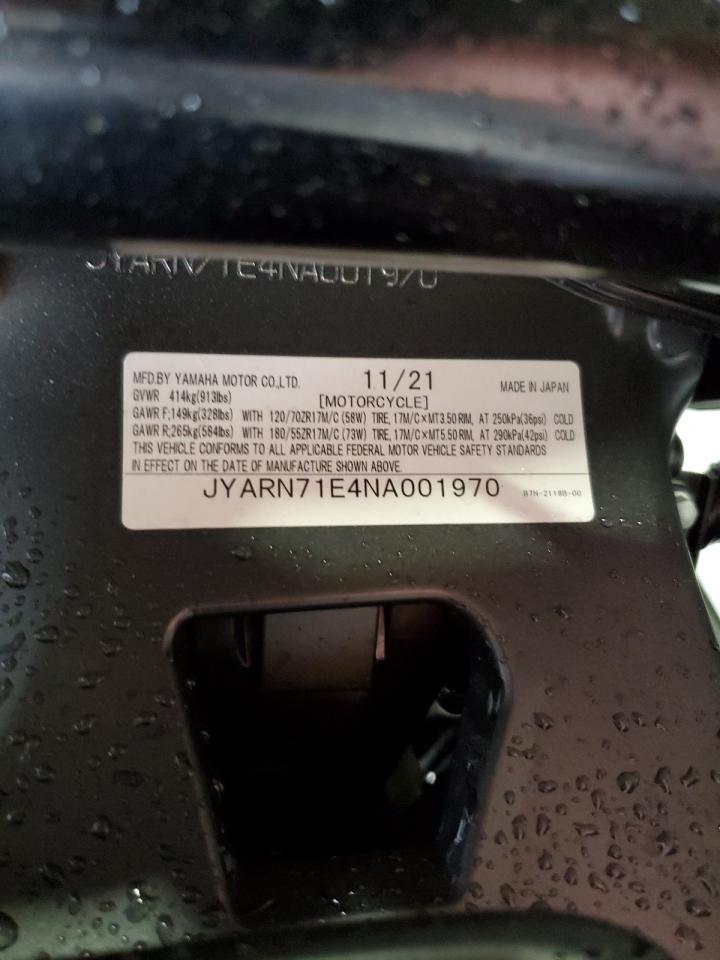 JYARN71E4NA001970
MFD.BY YAMAHA MOTOR CO.,LTD. 11/21 MADE IN JAPAN
GVWR 414kg(913lbs) [MOTORCYCLE]
GAWR F;149kg(328lbs) WITH 120/70ZR17M/C (58W) TIRE, 17M/C×MT3.50 RIM, AT 250kPa(36psi) COLD
GAWR R;265kg(584lbs) WITH 180/55ZR17M/C (73W) TIRE, 17M/C×MT5.50 RIM, AT 290kPa(42psi) COLD
THIS VEHICLE CONFORMS TO ALL APPLICABLE FEDERAL MOTOR VEHICLE SAFETY STANDARDS
IN EFFECT ON THE DATE OF MANUFACTURE SHOWN ABOVE.
JYARN71E4NA001970 B7N-2118B-00